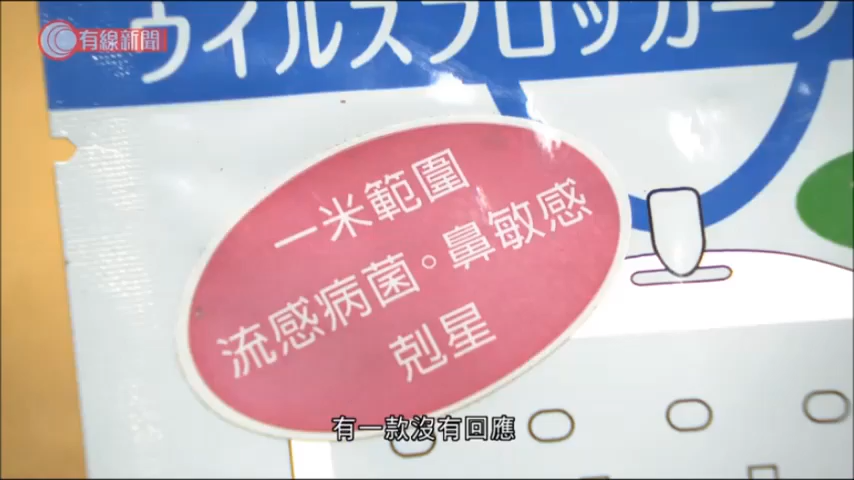 有線新聞
ウイルスブロッカー
一米範圍
流感病菌。鼻敏感
剋星
有一款沒有回應